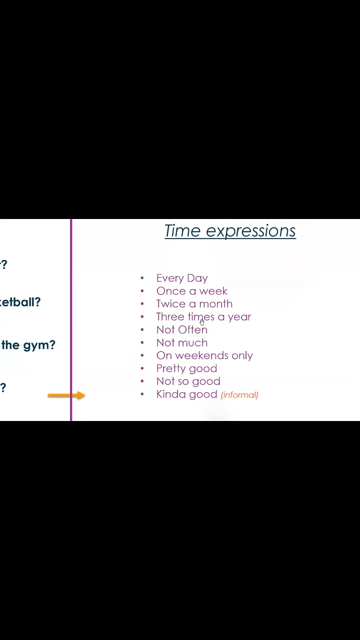 Time expressions
?
ketball?
the gym?
?
• Every Day
• Once a week
• Twice a month
• Three times a year
• Not Often
• Not much
• On weekends only
• Pretty good
• Not so good
• Kinda good (informal)